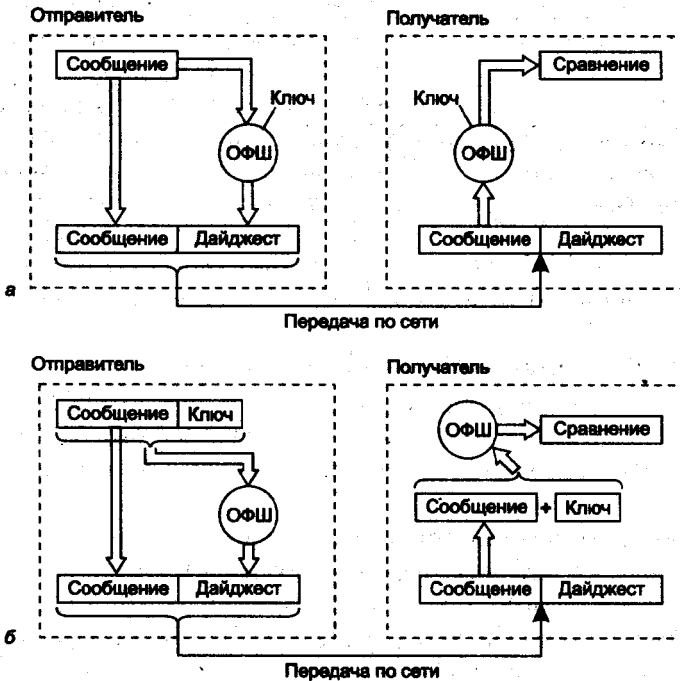 Отправитель
Получатель
Сообщение
Сравнение
Ключ
Ключ
ОФШ
ОФШ
Сообщение Дайджест
Сообщение Дайджест
а
Передача по сети
Отправитель
Получатель
Сообщение Ключ
ОФШ
Сравнение
ОФШ
Сообщение + Ключ
Сообщение Дайджест
Сообщение Дайджест
б
Передача по сети